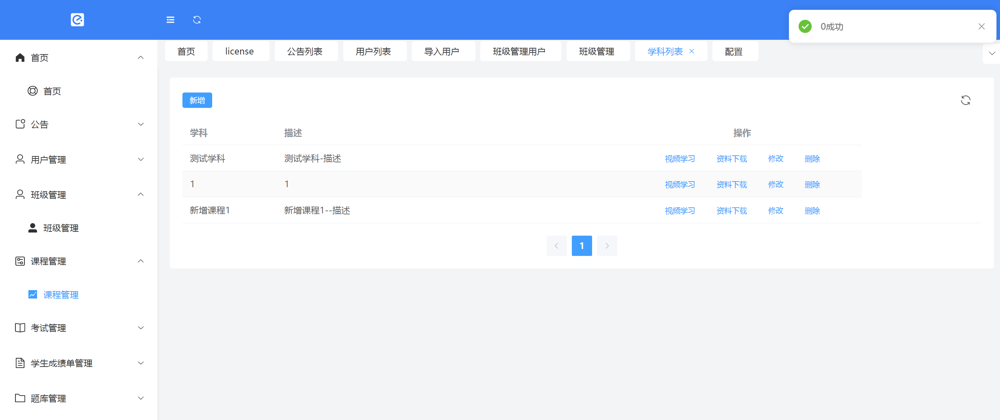 0成功
首页
license
公告列表
用户列表
导入用户
班级管理用户
班级管理
学科列表
配置
首页
首页
公告
用户管理
班级管理
班级管理
课程管理
课程管理
考试管理
学生成绩单管理
题库管理
新增
学科 描述 操作
测试学科 测试学科-描述 视频学习 资料下载 修改 删除
1 1 视频学习 资料下载 修改 删除
新增课程1 新增课程1--描述 视频学习 资料下载 修改 删除
1